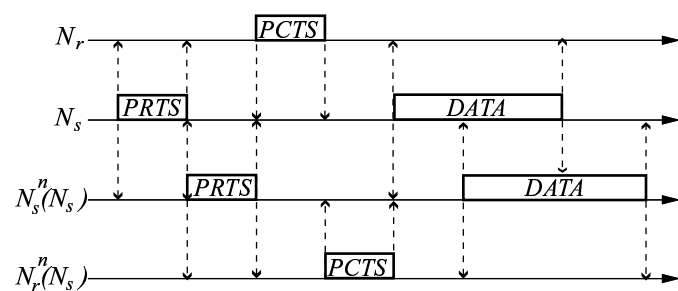 N_r PCTS
N_s PRTS DATA
N_s^n(N_s) PRTS DATA
N_r^n(N_s) PCTS